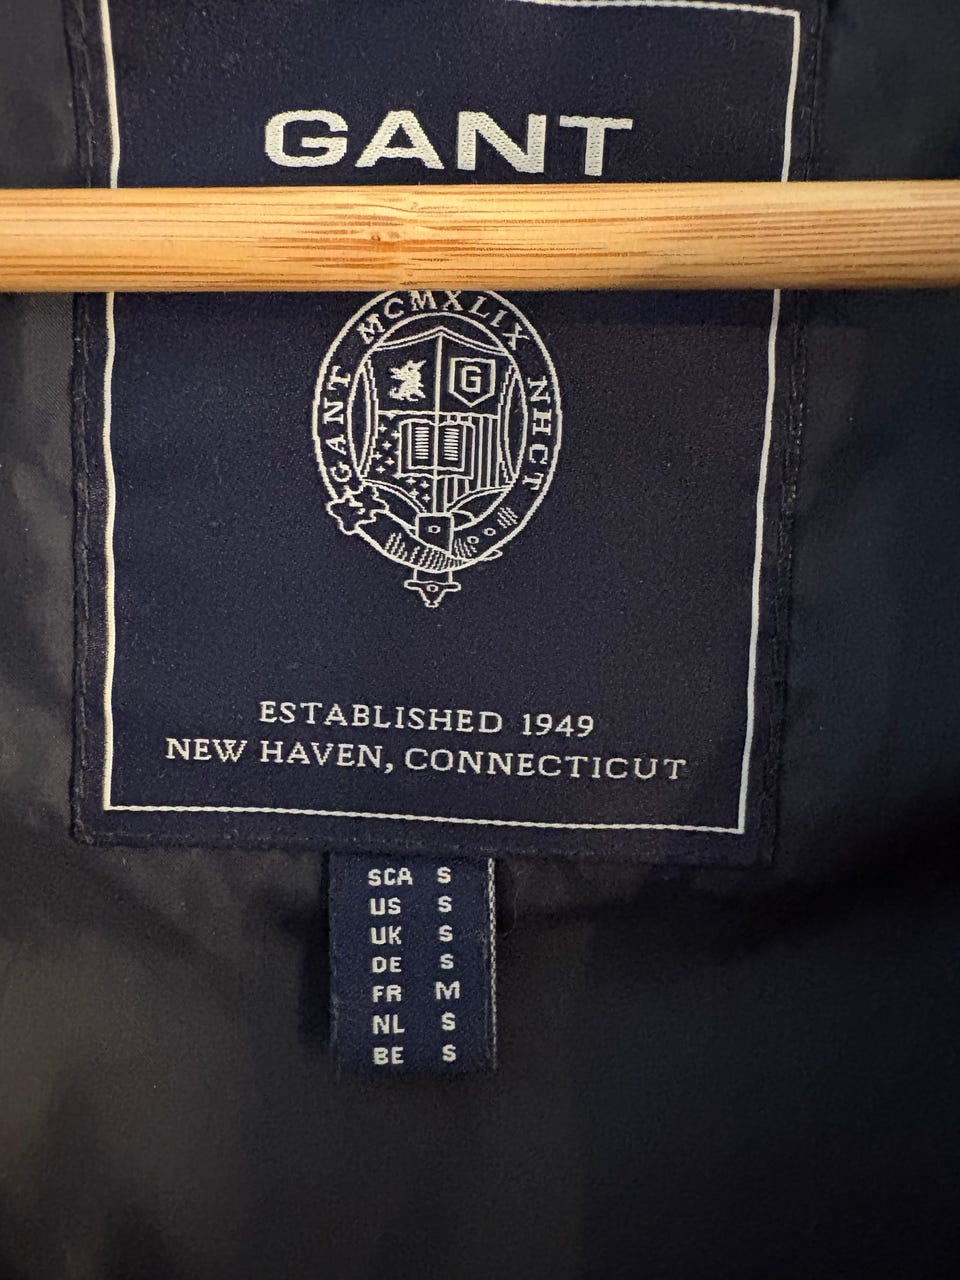 GANT
GANT MCMXLIX NHCT
G
ESTABLISHED 1949
NEW HAVEN, CONNECTICUT
SCA S
US S
UK S
DE S
FR M
NL S
BE S